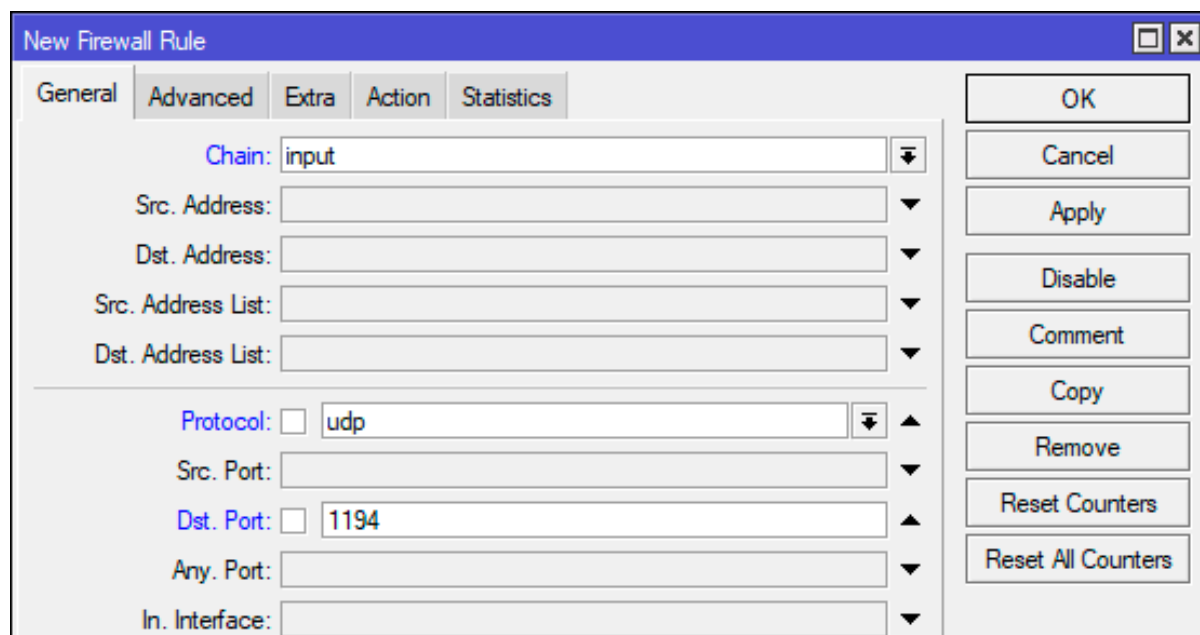 New Firewall Rule
General Advanced Extra Action Statistics
Chain: input
Src. Address:
Dst. Address:
Src. Address List:
Dst. Address List:
Protocol: udp
Src. Port:
Dst. Port: 1194
Any. Port:
In. Interface:
OK
Cancel
Apply
Disable
Comment
Copy
Remove
Reset Counters
Reset All Counters